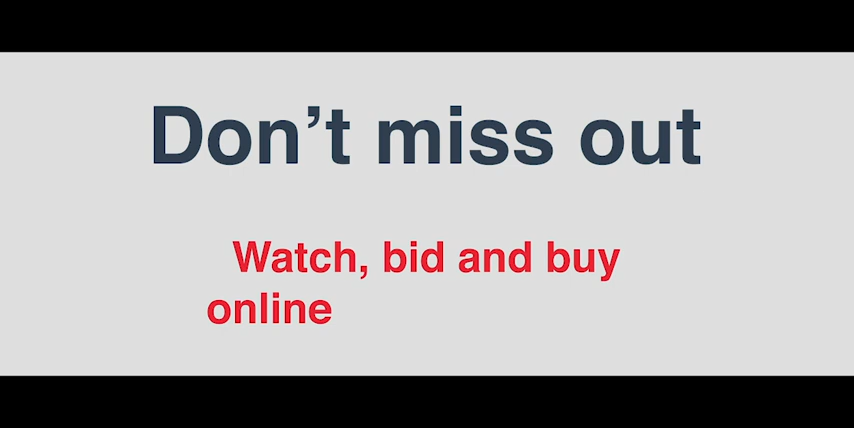 Don’t miss out
Watch, bid and buy
online